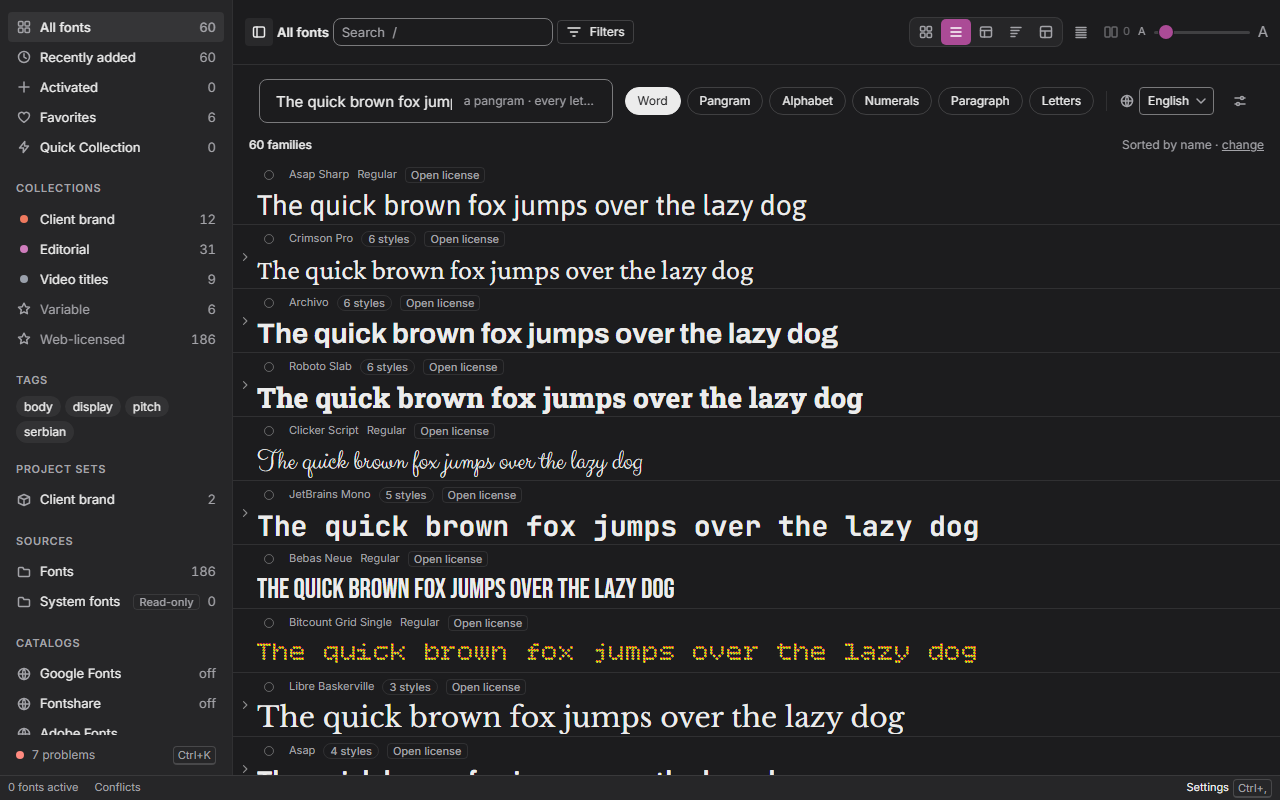 All fonts 60
Recently added 60
Activated 0
Favorites 6
Quick Collection 0
COLLECTIONS
Client brand 12
Editorial 31
Video titles 9
Variable 6
Web-licensed 186
TAGS
body display pitch
serbian
PROJECT SETS
Client brand 2
SOURCES
Fonts 186
System fonts Read-only 0
CATALOGS
Google Fonts off
Fontshare off
Adobe Fonts
7 problems Ctrl+K
All fonts Search / Filters 0 A A
The quick brown fox jump a pangram · every let... Word Pangram Alphabet Numerals Paragraph Letters English
60 families Sorted by name · change
Asap Sharp Regular Open license
The quick brown fox jumps over the lazy dog
Crimson Pro 6 styles Open license
The quick brown fox jumps over the lazy dog
Archivo 6 styles Open license
The quick brown fox jumps over the lazy dog
Roboto Slab 6 styles Open license
The quick brown fox jumps over the lazy dog
Clicker Script Regular Open license
The quick brown fox jumps over the lazy dog
JetBrains Mono 5 styles Open license
The quick brown fox jumps over the lazy dog
Bebas Neue Regular Open license
THE QUICK BROWN FOX JUMPS OVER THE LAZY DOG
Bitcount Grid Single Regular Open license
The quick brown fox jumps over the lazy dog
Libre Baskerville 3 styles Open license
The quick brown fox jumps over the lazy dog
Asap 4 styles Open license
0 fonts active Conflicts Settings Ctrl+,